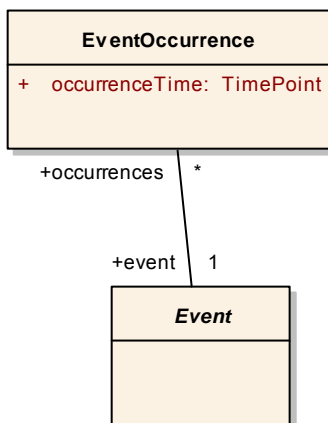 EventOccurrence
+ occurrenceTime: TimePoint
+occurrences *
+event 1
Event